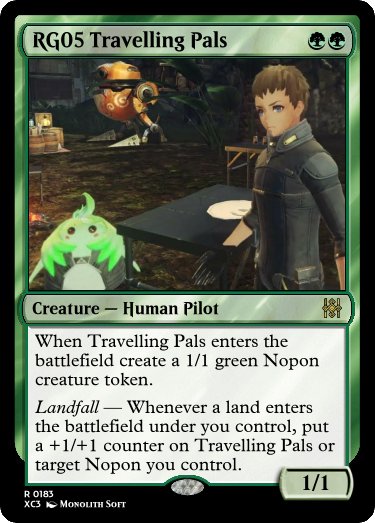 RG05 Travelling Pals
Creature — Human Pilot
When Travelling Pals enters the
battlefield create a 1/1 green Nopon
creature token.
Landfall — Whenever a land enters
the battlefield under you control, put
a +1/+1 counter on Travelling Pals or
target Nopon you control.
1/1
R 0183
XC3 Monolith Soft